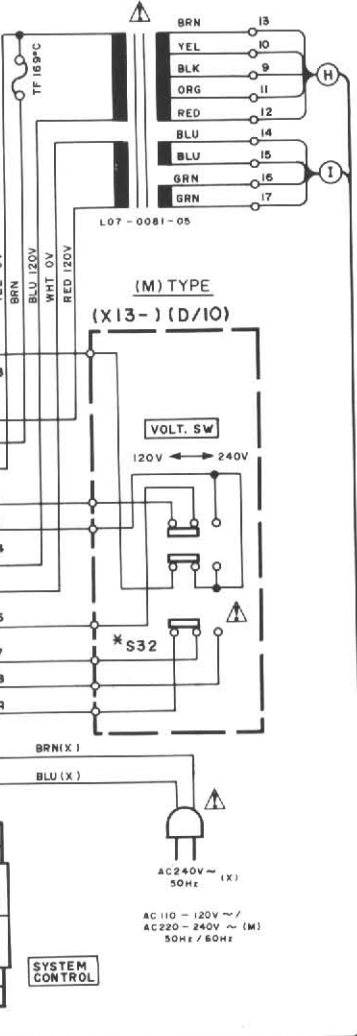 BRN 13
YEL 10
BLK 9
ORG 11
RED 12
BLU 14
BLU 15
GRN 16
GRN 17
H
I
TF 169°C
L07-0081-05
BRN
BLU 120V
WHT 0V
RED 120V
(M) TYPE
(X13-)(D/10)
VOLT. SW
120V 240V
*S32
BRN(X)
BLU(X)
AC240V~
50Hz (X)
AC110-120V~/
AC220-240V~(M)
50Hz/60Hz
SYSTEM
CONTROL